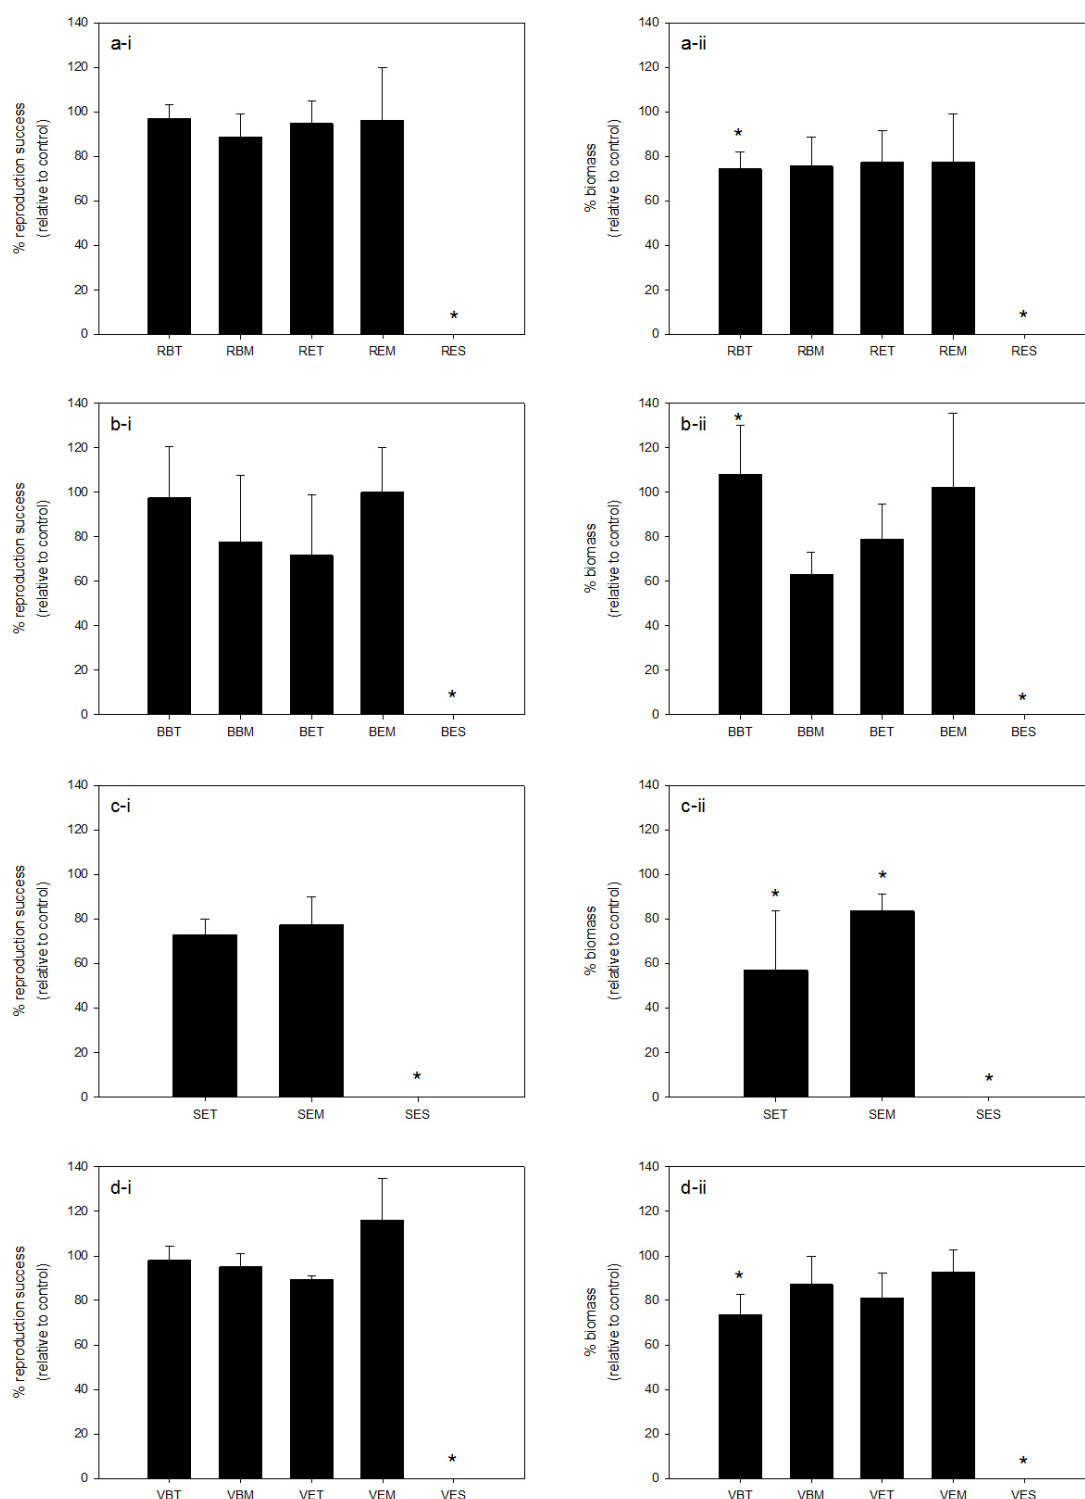 a-i
% reproduction success
(relative to control)
140
120
100
80
60
40
20
0
RBT RBM RET REM RES
*
a-ii
% biomass
(relative to control)
140
120
100
80
60
40
20
0
RBT RBM RET REM RES
*
*
b-i
% reproduction success
(relative to control)
140
120
100
80
60
40
20
0
BBT BBM BET BEM BES
*
b-ii
% biomass
(relative to control)
140
120
100
80
60
40
20
0
BBT BBM BET BEM BES
*
*
c-i
% reproduction success
(relative to control)
140
120
100
80
60
40
20
0
SET SEM SES
*
c-ii
% biomass
(relative to control)
140
120
100
80
60
40
20
0
SET SEM SES
*
*
*
d-i
% reproduction success
(relative to control)
140
120
100
80
60
40
20
0
VBT VBM VET VEM VES
*
d-ii
% biomass
(relative to control)
140
120
100
80
60
40
20
0
VBT VBM VET VEM VES
*
*